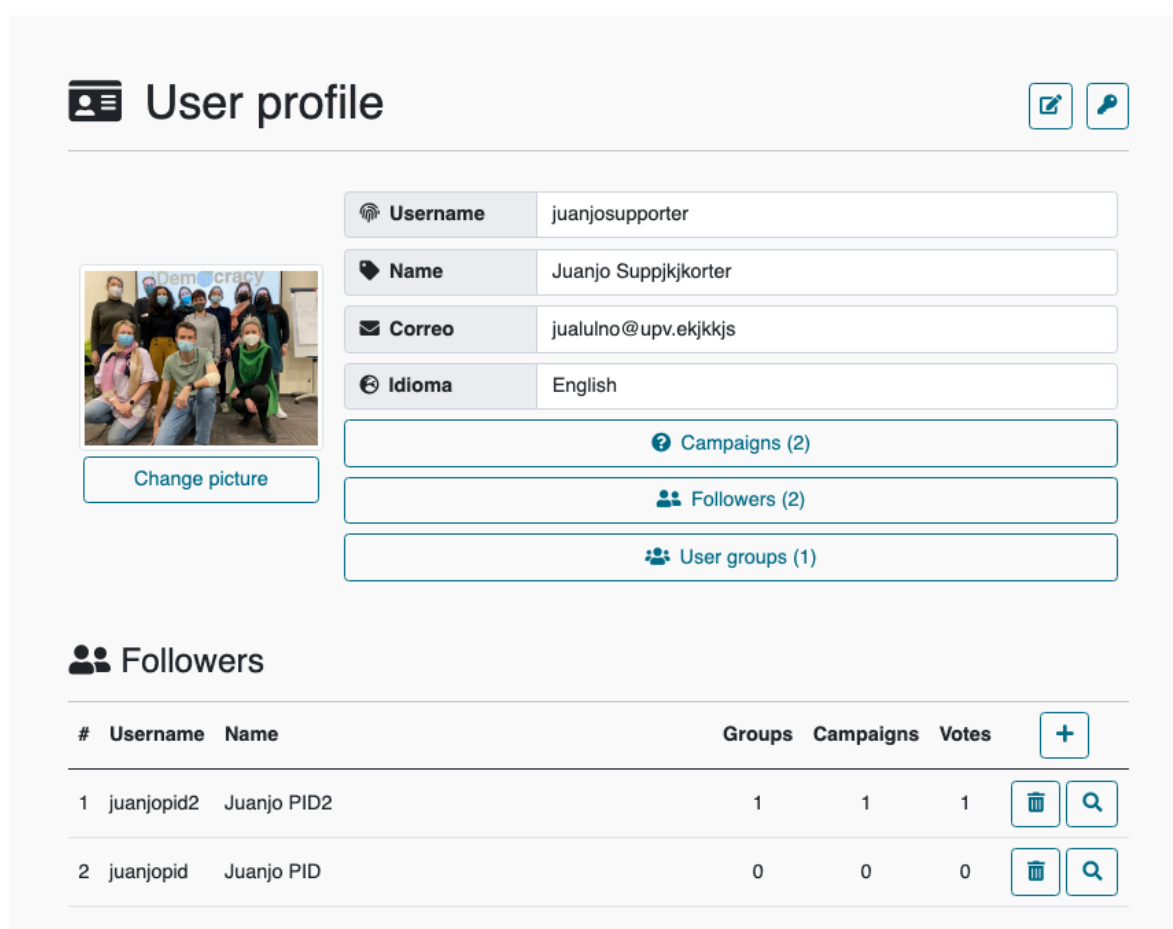 User profile
Username juanjosupporter
Name Juanjo Suppjkjkorter
Democracy
Correo jualulno@upv.ekjkkjs
Idioma English
Campaigns (2)
Change picture
Followers (2)
User groups (1)
Followers
# Username Name Groups Campaigns Votes
1 juanjopid2 Juanjo PID2 1 1 1
2 juanjopid Juanjo PID 0 0 0